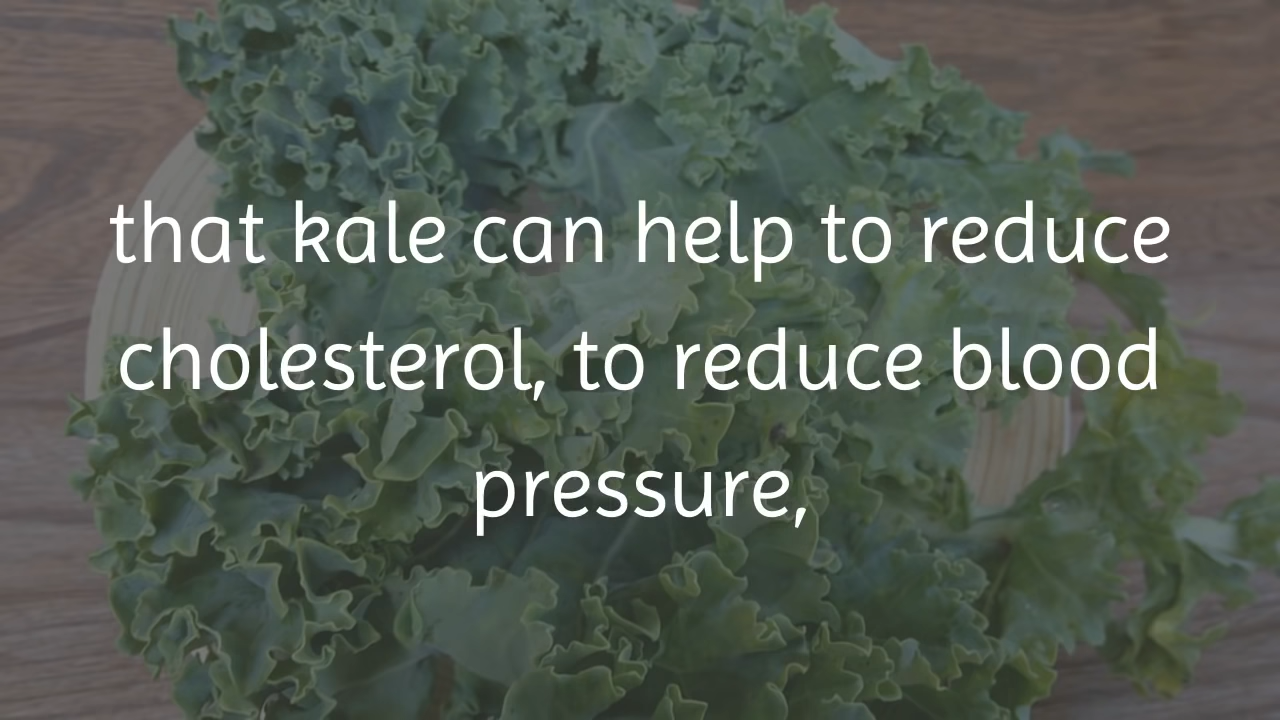 that kale can help to reduce
cholesterol, to reduce blood
pressure,